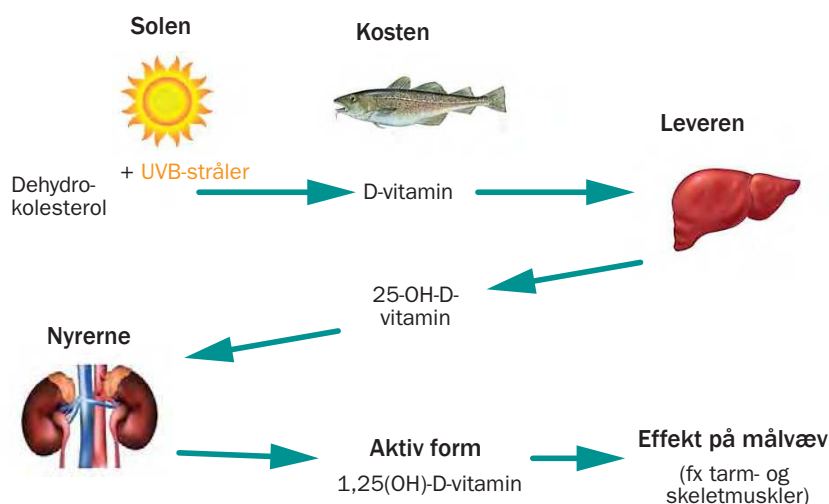 Solen
Kosten
Leveren
+ UVB-stråler
Dehydro-
kolesterol
D-vitamin
25-OH-D-
vitamin
Nyrerne
Aktiv form
1,25(OH)-D-vitamin
Effekt på målvæv
(fx tarm- og
skeletmuskler)